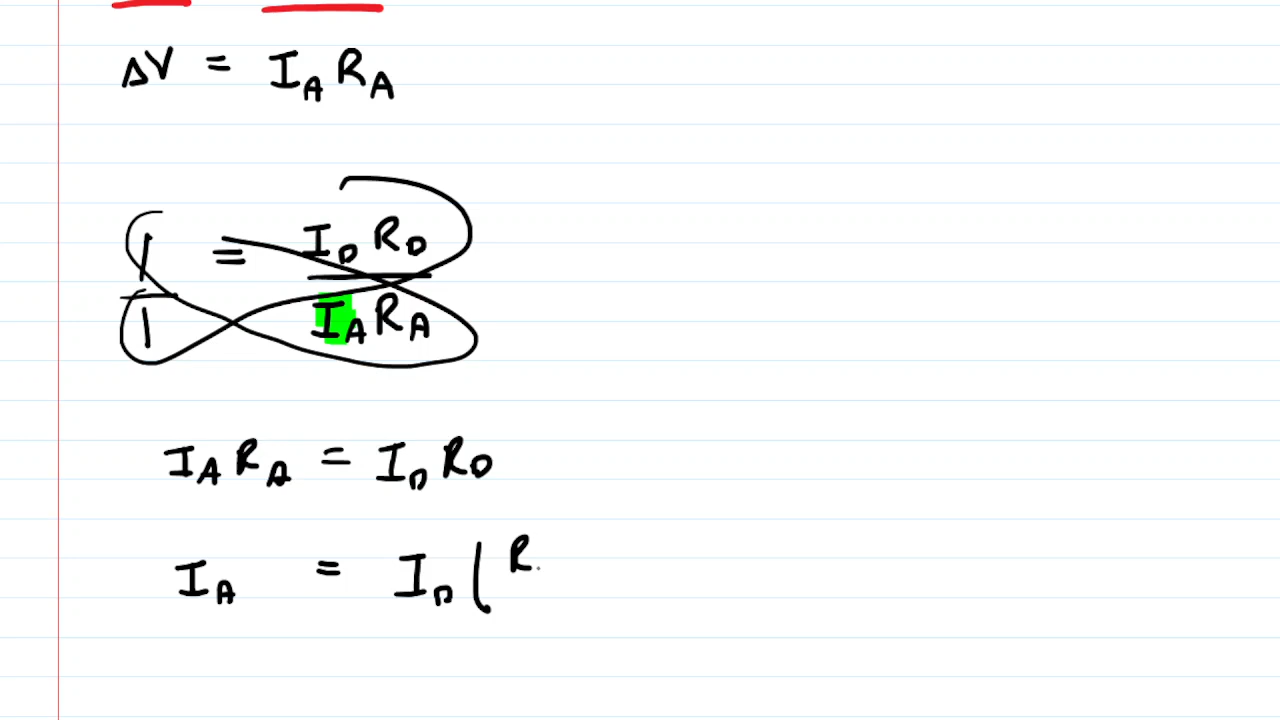 ΔV = I_A R_A
1/1 = I_D R_D / I_A R_A
I_A R_A = I_D R_D
I_A = I_D ( R